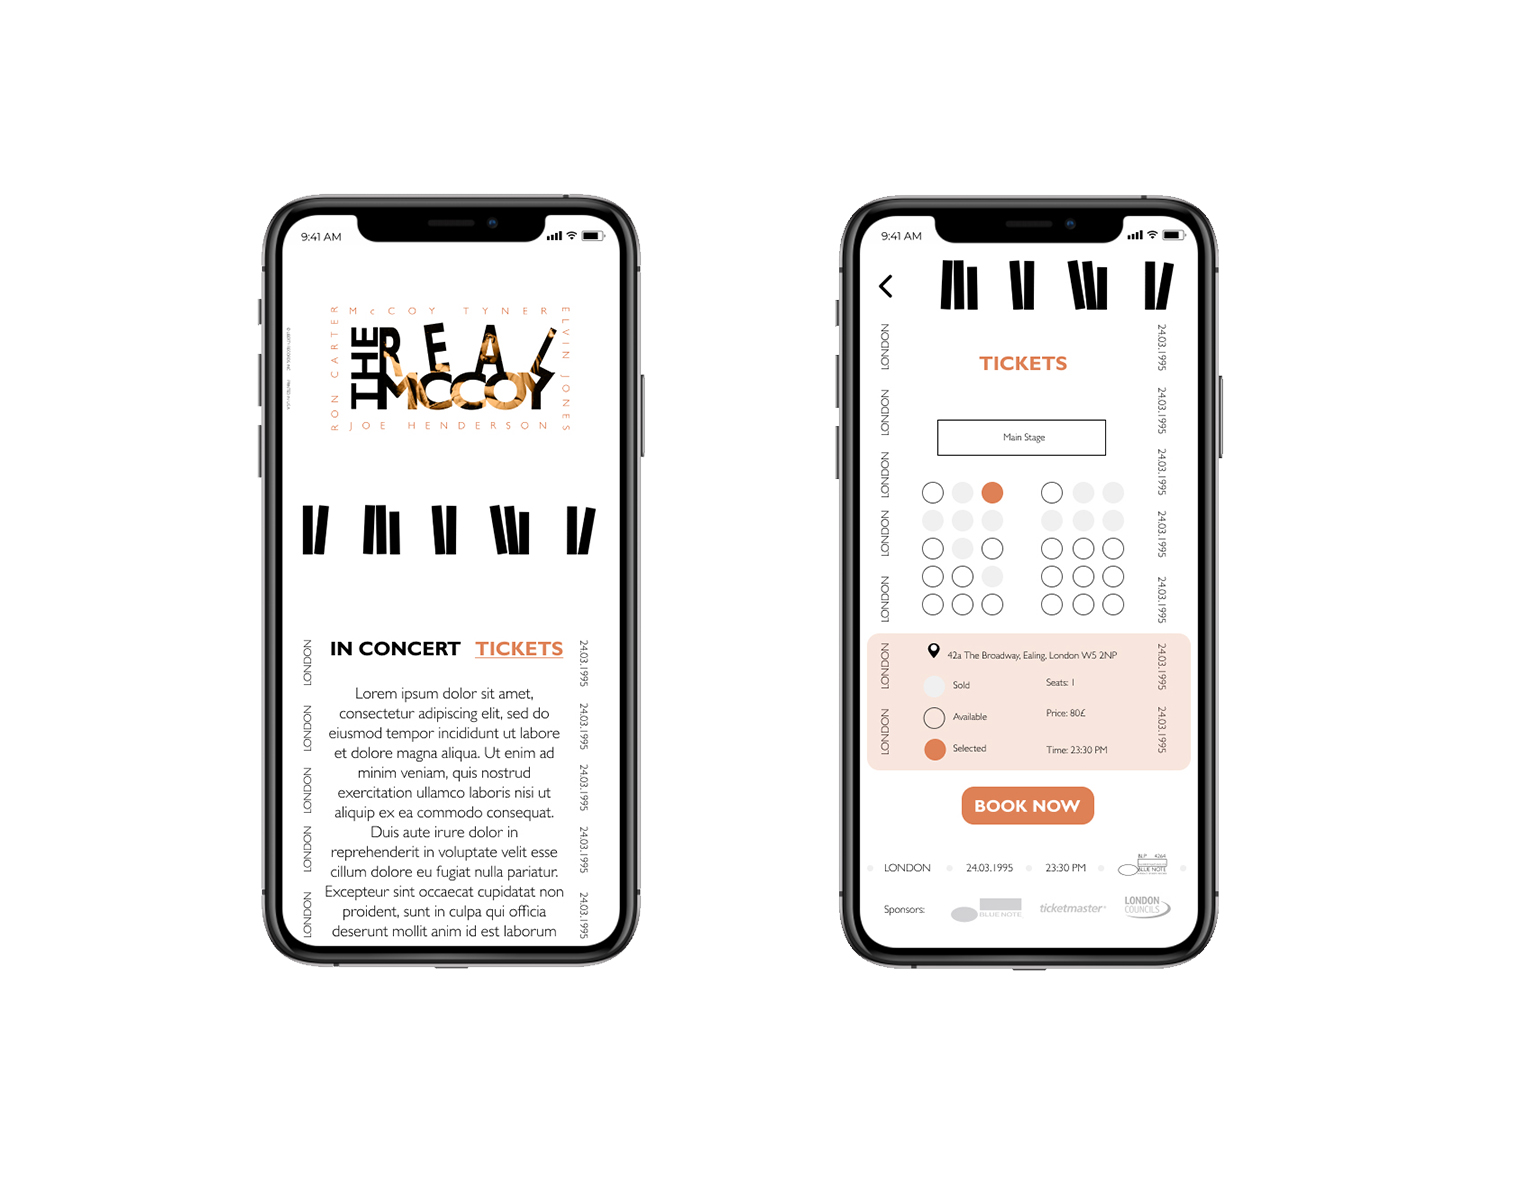 9:41 AM
McCOY TYNER
RON CARTER
ELVIN JONES
THE REAL
McCOY
JOE HENDERSON
IN CONCERT TICKETS
LONDON
LONDON
LONDON
LONDON
LONDON
24.03.1995
24.03.1995
24.03.1995
24.03.1995
24.03.1995
Lorem ipsum dolor sit amet,
consectetur adipiscing elit, sed do
eiusmod tempor incididunt ut labore
et dolore magna aliqua. Ut enim ad
minim veniam, quis nostrud
exercitation ullamco laboris nisi ut
aliquip ex ea commodo consequat.
Duis aute irure dolor in
reprehenderit in voluptate velit esse
cillum dolore eu fugiat nulla pariatur.
Excepteur sint occaecat cupidatat non
proident, sunt in culpa qui officia
deserunt mollit anim id est laborum
9:41 AM
TICKETS
LONDON
LONDON
LONDON
LONDON
LONDON
LONDON
LONDON
24.03.1995
24.03.1995
24.03.1995
24.03.1995
24.03.1995
24.03.1995
24.03.1995
Main Stage
42a The Broadway, Ealing, London W5 2NP
Sold
Seats: 1
Available
Price: 80£
Selected
Time: 23:30 PM
BOOK NOW
LONDON
24.03.1995
23:30 PM
BLP 4264
BLUE NOTE
Sponsors:
BLUE NOTE
ticketmaster
LONDON
COUNCILS